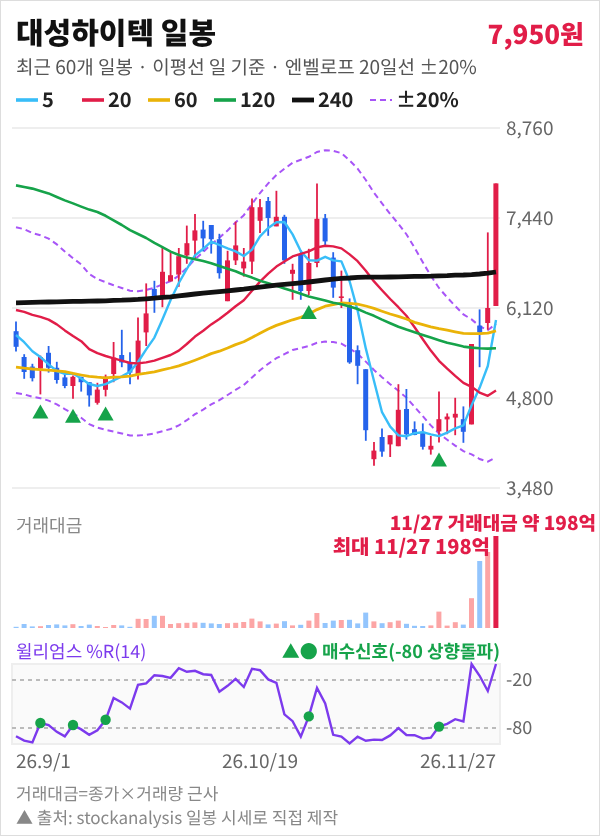 대성하이텍 일봉
7,950원
최근 60개 일봉 · 이평선 일 기준 · 엔벨로프 20일선 ±20%
5 20 60 120 240 ±20%
8,760
7,440
6,120
4,800
3,480
거래대금
11/27 거래대금 약 198억
최대 11/27 198억
윌리엄스 %R(14)
▲● 매수신호(-80 상향돌파)
-20
-80
26.9/1 26.10/19 26.11/27
거래대금=종가×거래량 근사
▲ 출처: stockanalysis 일봉 시세로 직접 제작